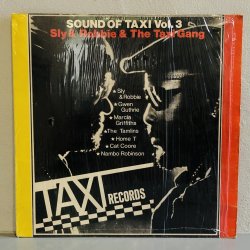 SOUND OF TAXI Vol. 3
Sly & Robbie & The Taxi Gang
★ Sly
& Robbie
★ Gwen
Guthrie
★ Marcia
Griffiths
★ The Tamlins
★ Home T
★ Cat Coore
★ Nambo Robinson
TAXI
RECORDS